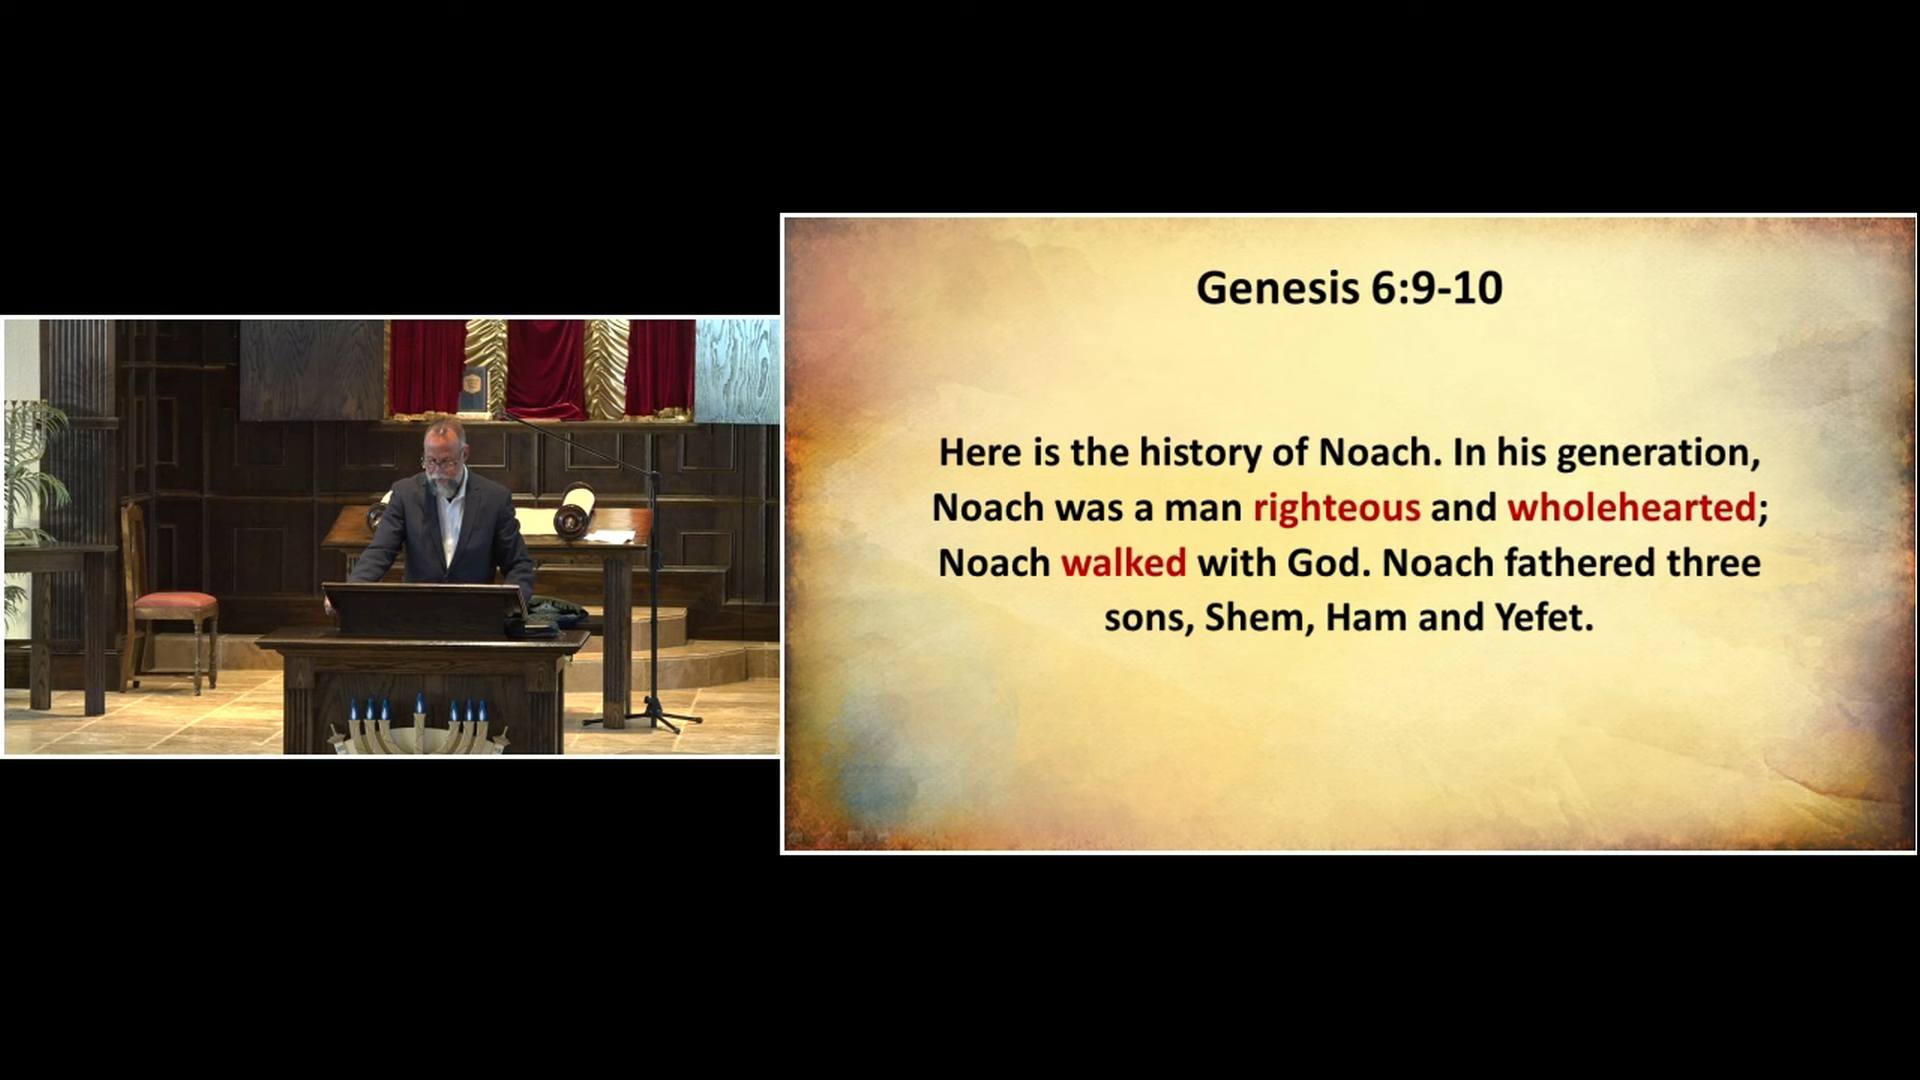 Genesis 6:9-10
Here is the history of Noach. In his generation,
Noach was a man righteous and wholehearted;
Noach walked with God. Noach fathered three
sons, Shem, Ham and Yefet.